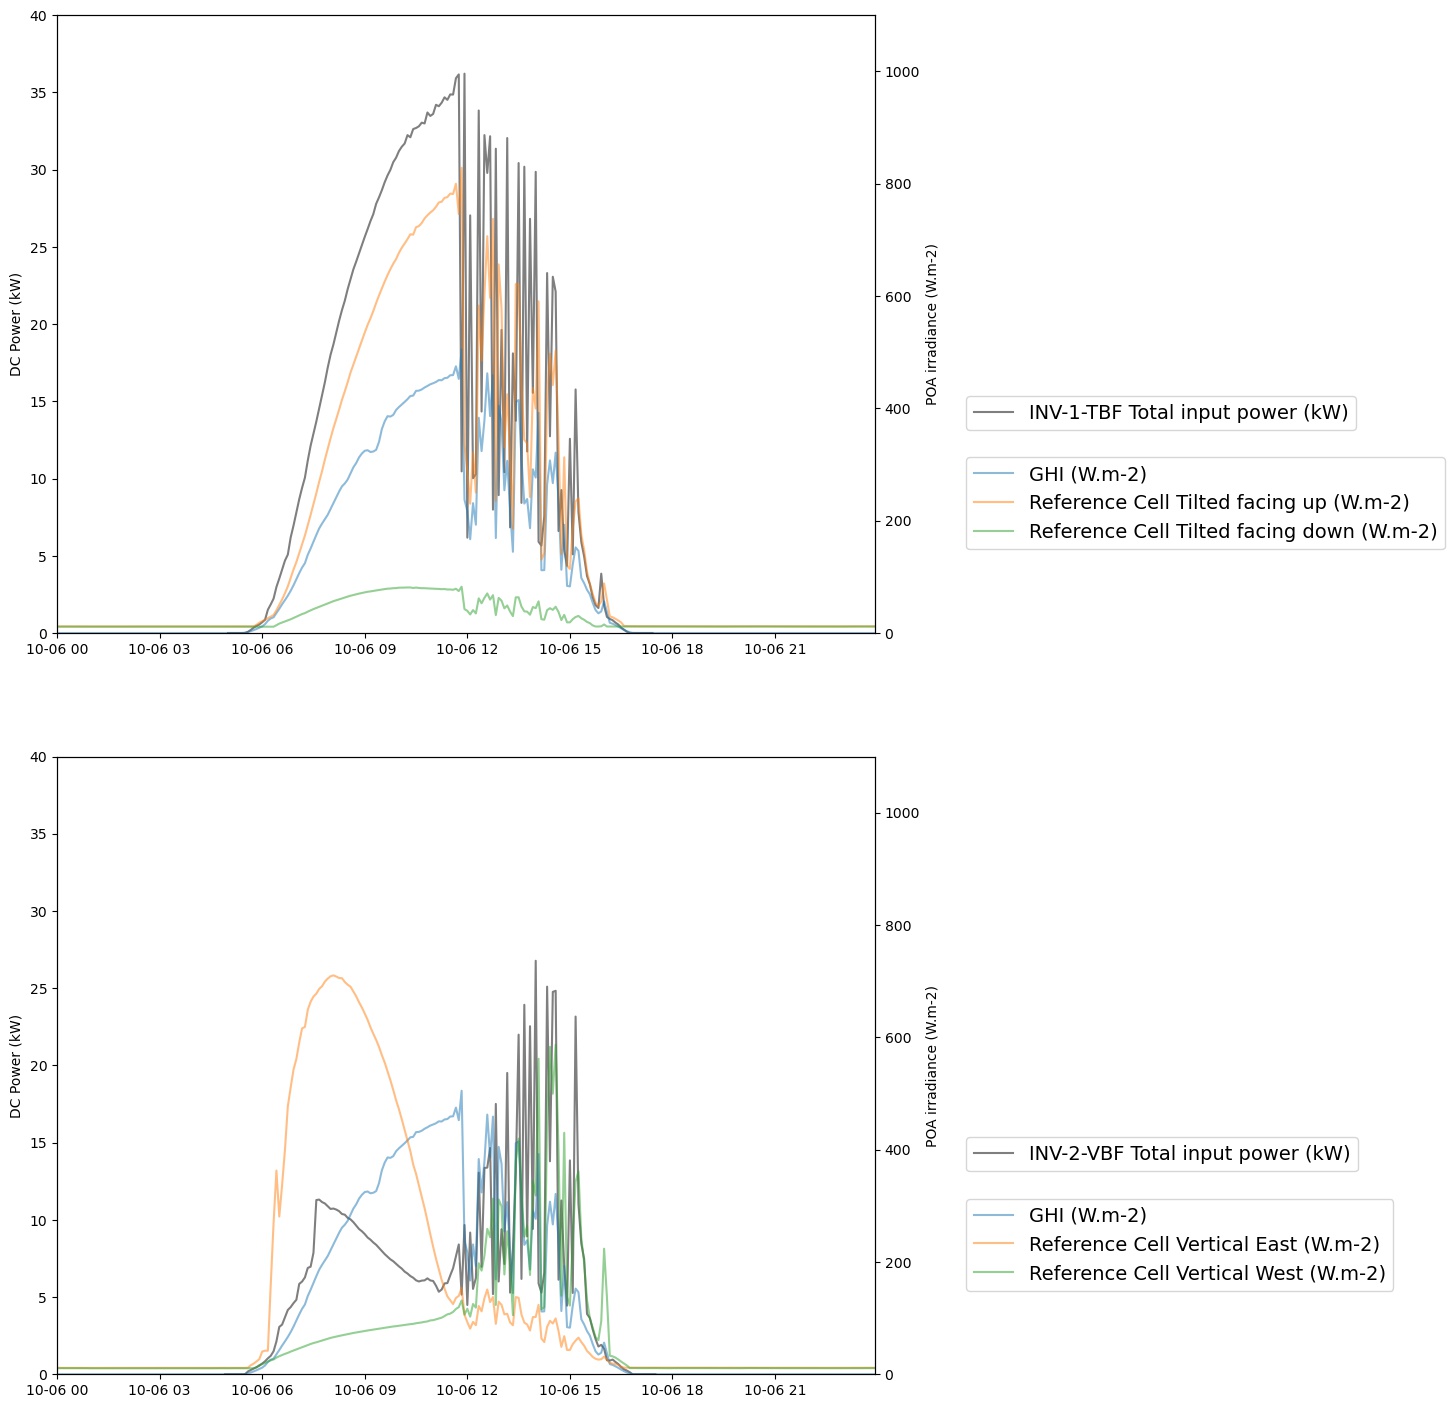 40
35
30
25
20
15
10
5
0
DC Power (kW)
1000
800
600
400
200
0
POA irradiance (W.m-2)
10-06 00 10-06 03 10-06 06 10-06 09 10-06 12 10-06 15 10-06 18 10-06 21
INV-1-TBF Total input power (kW)
GHI (W.m-2)
Reference Cell Tilted facing up (W.m-2)
Reference Cell Tilted facing down (W.m-2)
40
35
30
25
20
15
10
5
0
DC Power (kW)
1000
800
600
400
200
0
POA irradiance (W.m-2)
10-06 00 10-06 03 10-06 06 10-06 09 10-06 12 10-06 15 10-06 18 10-06 21
INV-2-VBF Total input power (kW)
GHI (W.m-2)
Reference Cell Vertical East (W.m-2)
Reference Cell Vertical West (W.m-2)